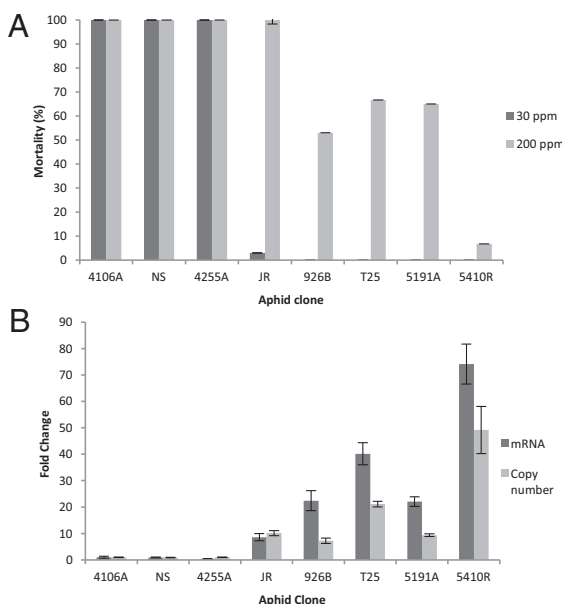 A
100
90
80
70
60
50
40
30
20
10
0
Mortality (%)
4106A NS 4255A JR 926B T25 5191A 5410R
Aphid clone
30 ppm
200 ppm
B
90
80
70
60
50
40
30
20
10
0
Fold Change
4106A NS 4255A JR 926B T25 5191A 5410R
Aphid Clone
mRNA
Copy
number